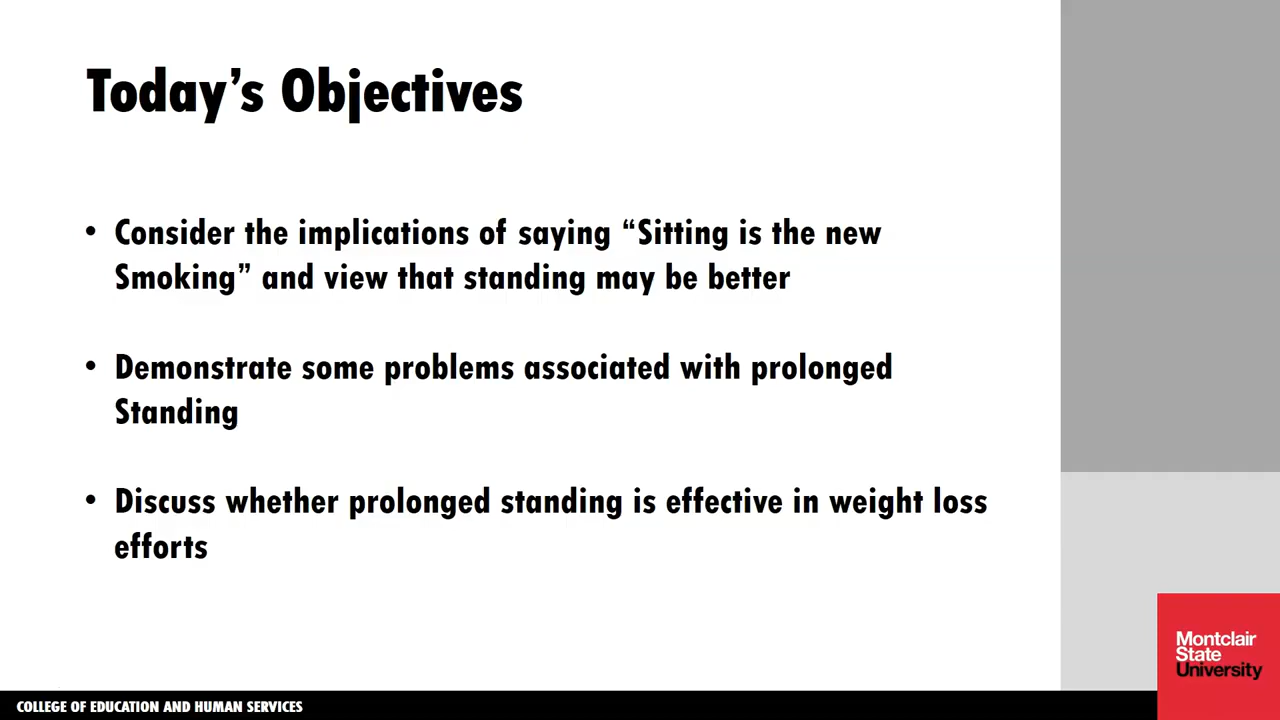 Today’s Objectives
• Consider the implications of saying “Sitting is the new
Smoking” and view that standing may be better
• Demonstrate some problems associated with prolonged
Standing
• Discuss whether prolonged standing is effective in weight loss
efforts
Montclair
State
University
COLLEGE OF EDUCATION AND HUMAN SERVICES